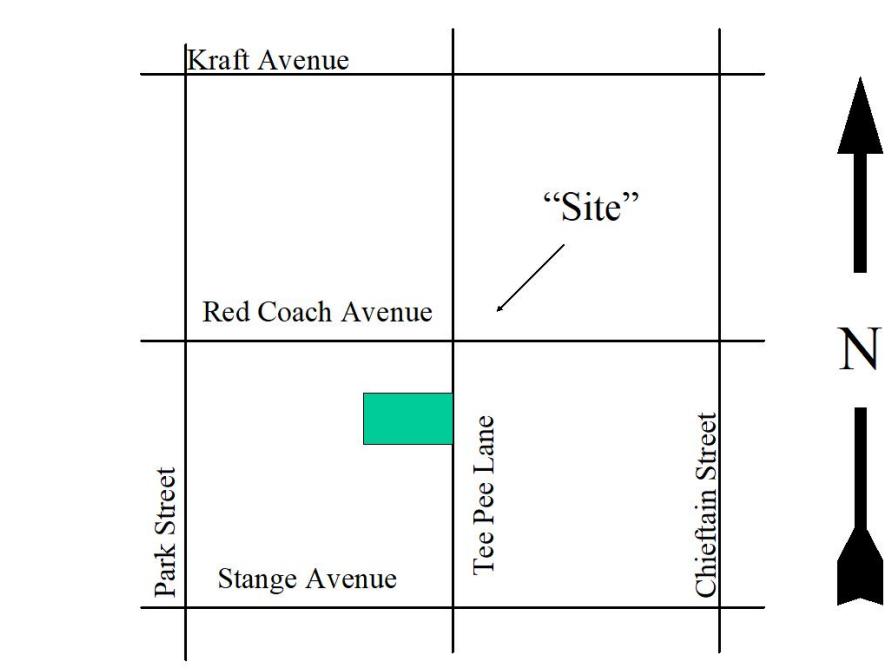 Kraft Avenue
“Site”
Red Coach Avenue
N
Park Street
Tee Pee Lane
Chieftain Street
Stange Avenue